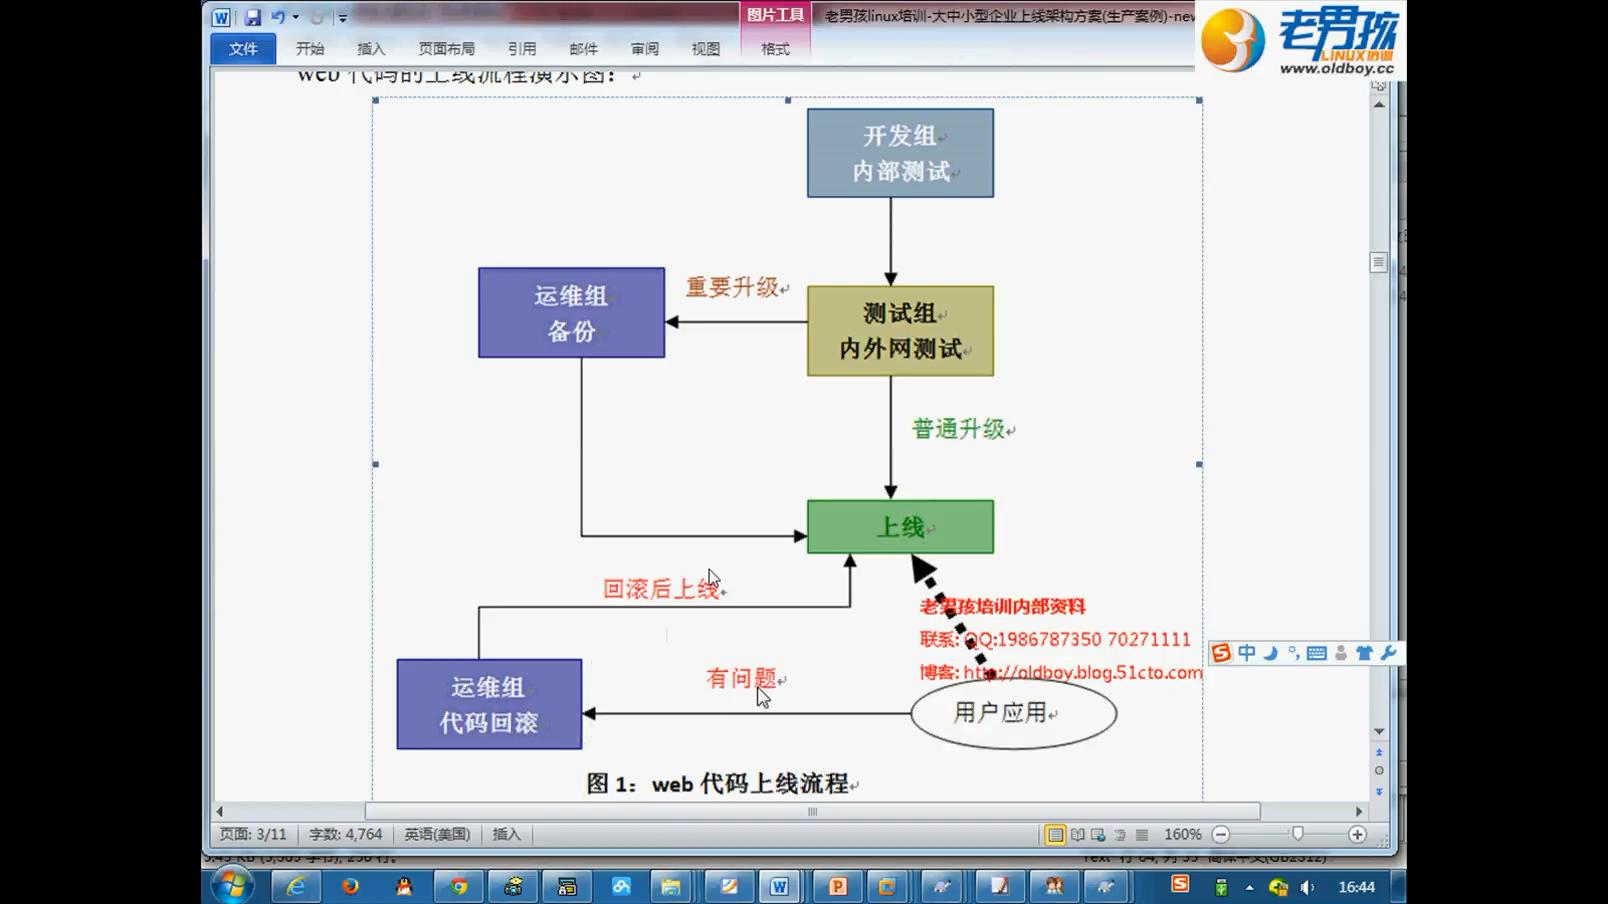 图片工具
老男孩linux培训-大中小型企业上线架构方案(生产案例)-new
老男孩
LINUX培训
www.oldboy.cc
文件
开始
插入
页面布局
引用
邮件
审阅
视图
格式
web 代码的上线流程演示图：
开发组
内部测试
运维组
备份
重要升级
测试组
内外网测试
普通升级
上线
回滚后上线
老男孩培训内部资料
联系: QQ:1986787350 70271111
博客: http://oldboy.blog.51cto.com
中
运维组
代码回滚
有问题
用户应用
图 1：web 代码上线流程
页面: 3/11
字数: 4,764
英语(美国)
插入
160%
16:44